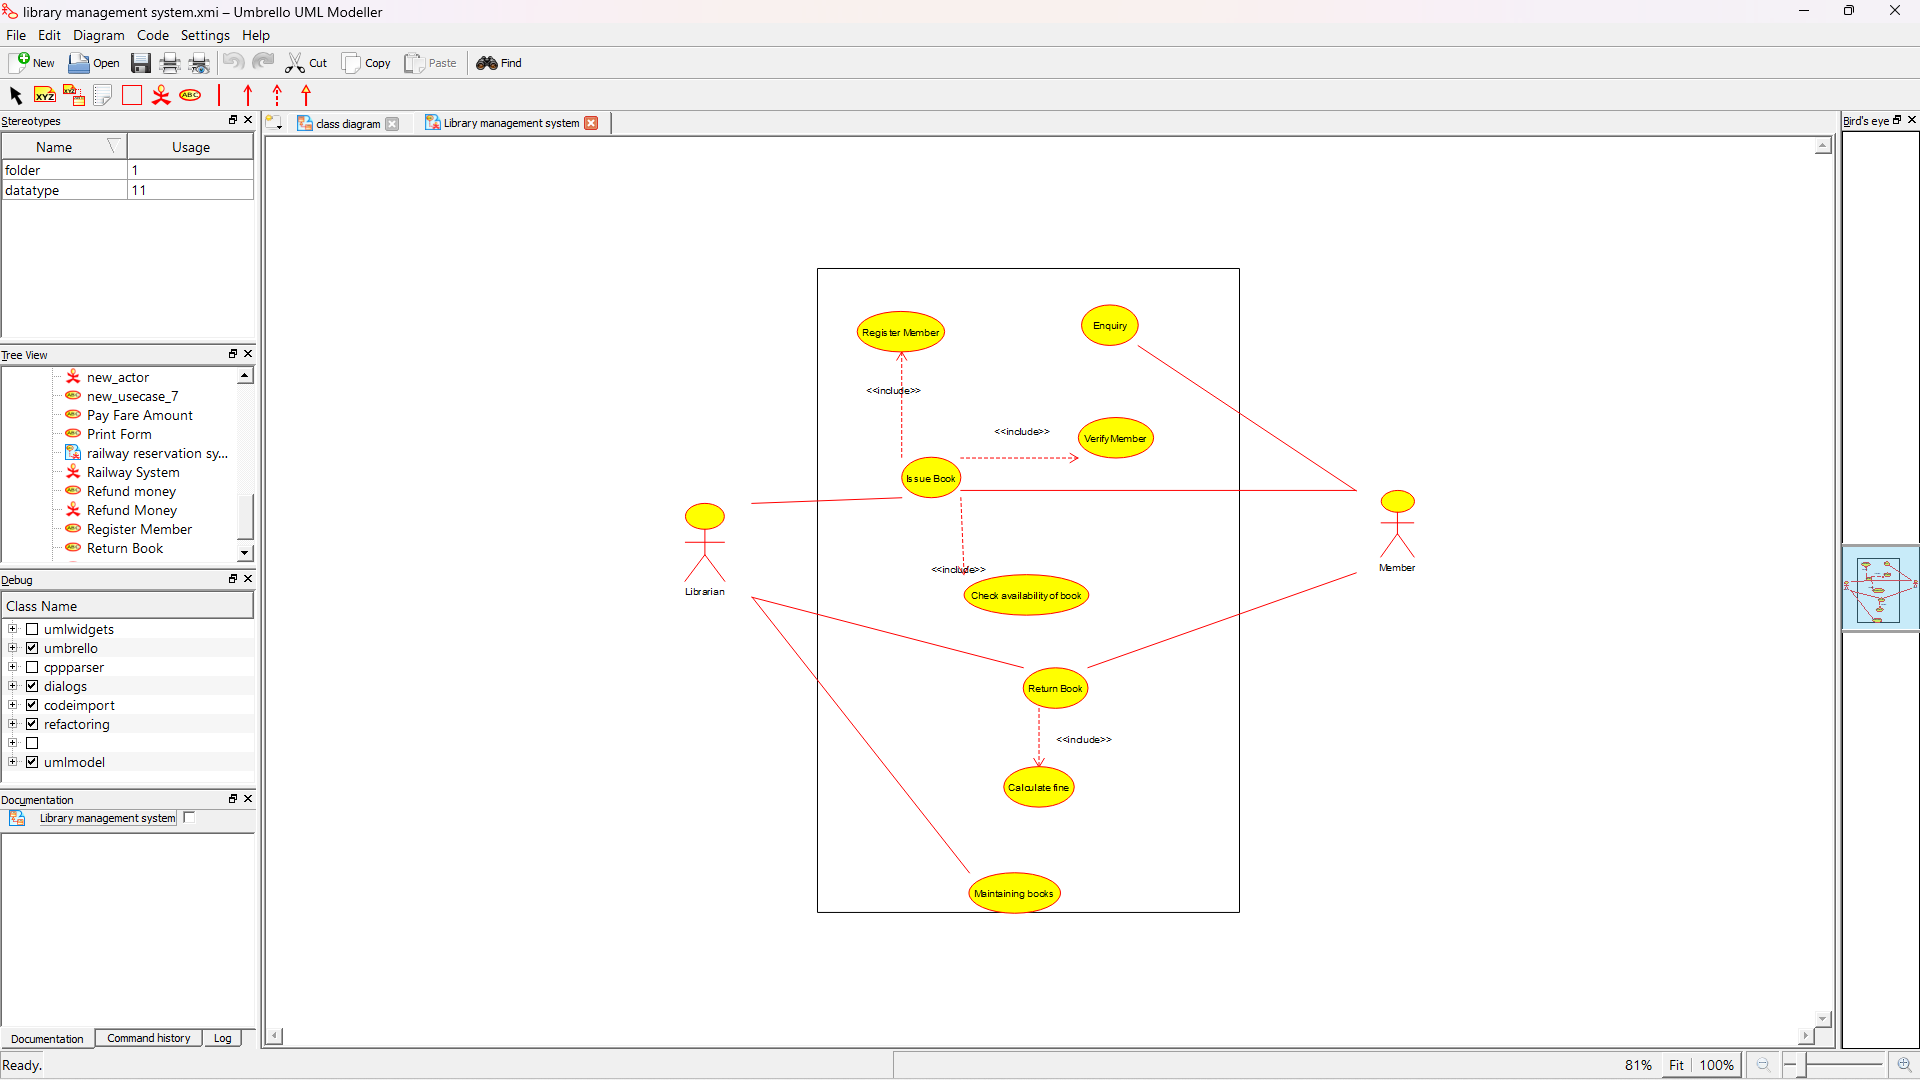 library management system.xmi – Umbrello UML Modeller
File Edit Diagram Code Settings Help
New Open Cut Copy Paste Find
XYZ XYZ ABC
Stereotypes
Name Usage
folder 1
datatype 11
Tree View
new_actor
new_usecase_7
Pay Fare Amount
Print Form
railway reservation sy...
Railway System
Refund money
Refund Money
Register Member
Return Book
Debug
Class Name
umlwidgets
umbrello
cppparser
dialogs
codeimport
refactoring
umlmodel
Documentation
Library management system
Documentation Command history Log
Ready.
class diagram Library management system
Register Member
Enquiry
<<include>>
<<include>>
Verify Member
Issue Book
Librarian
Member
<<include>>
Check availability of book
Return Book
<<include>>
Calculate fine
Maintaining books
Bird's eye
81% Fit 100%